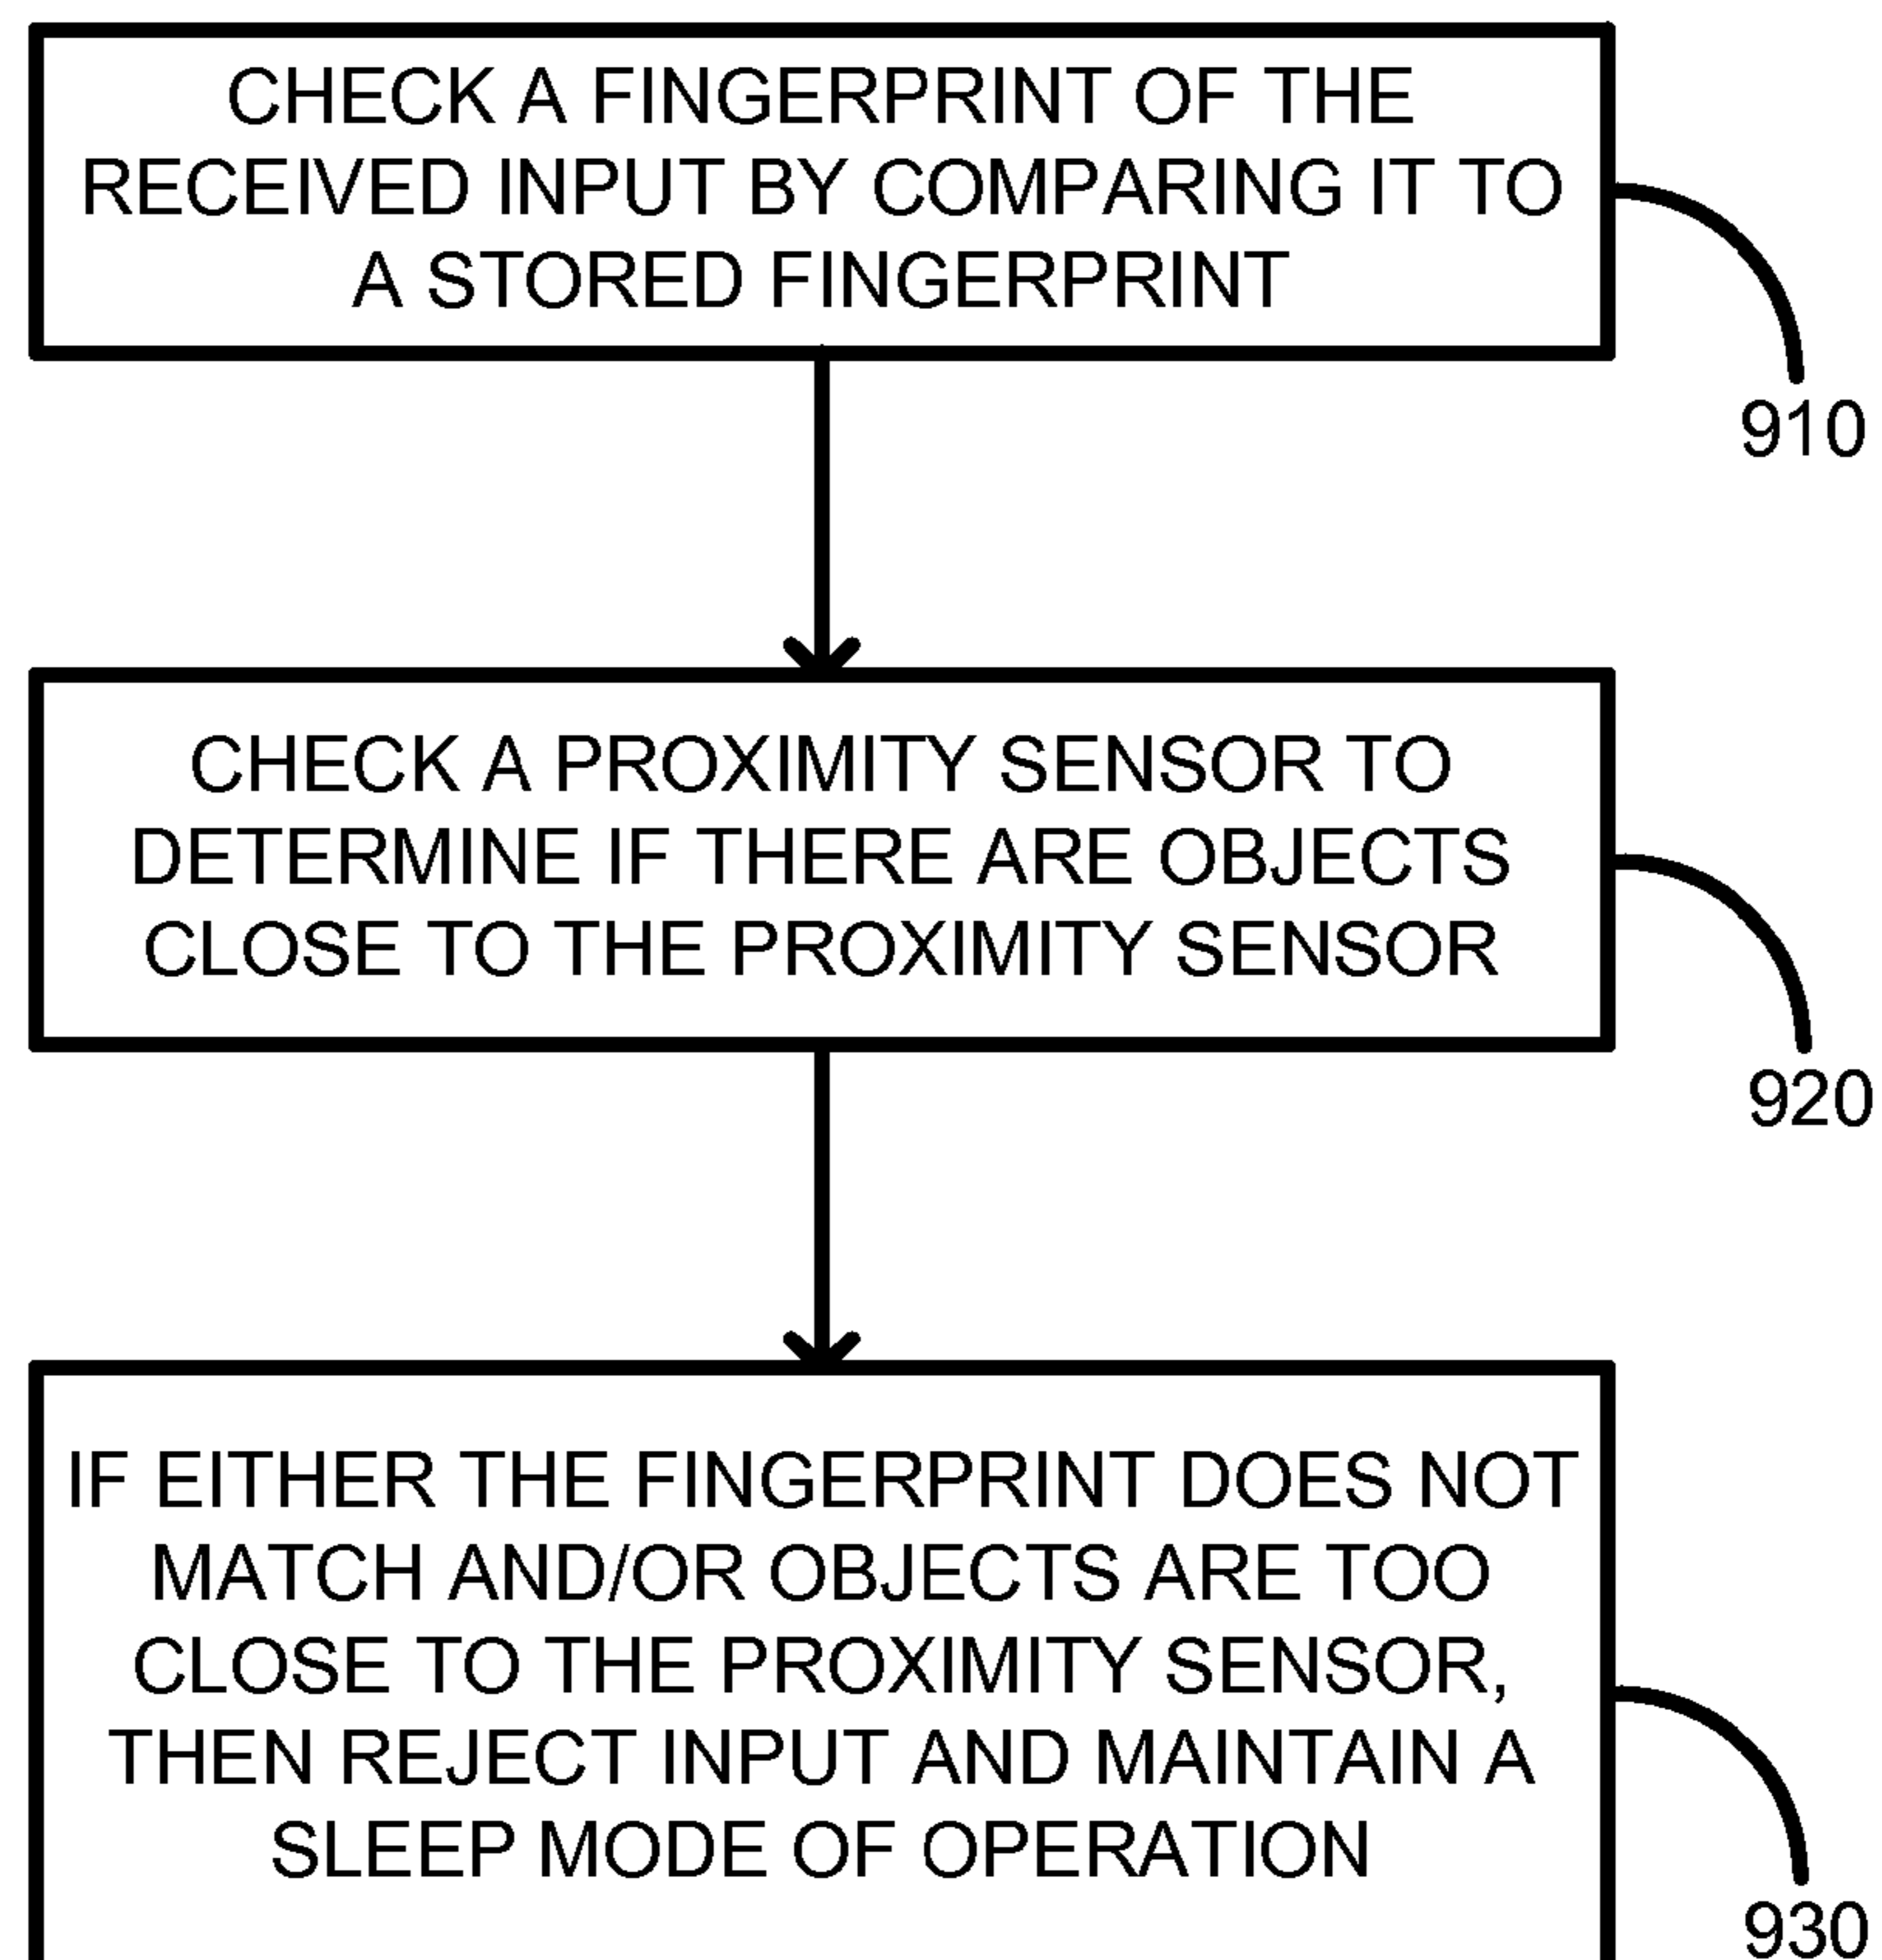 CHECK A FINGERPRINT OF THE
RECEIVED INPUT BY COMPARING IT TO
A STORED FINGERPRINT
910
CHECK A PROXIMITY SENSOR TO
DETERMINE IF THERE ARE OBJECTS
CLOSE TO THE PROXIMITY SENSOR
920
IF EITHER THE FINGERPRINT DOES NOT
MATCH AND/OR OBJECTS ARE TOO
CLOSE TO THE PROXIMITY SENSOR,
THEN REJECT INPUT AND MAINTAIN A
SLEEP MODE OF OPERATION
930